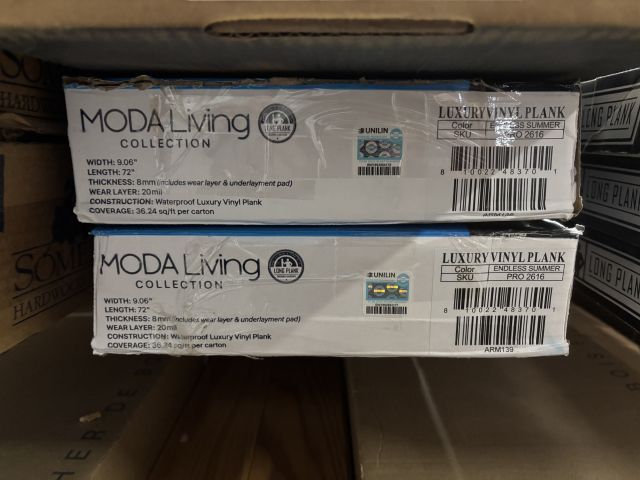 MODA Living
COLLECTION
LONG PLANK
WIDTH: 9.06"
LENGTH: 72"
THICKNESS: 8mm (includes wear layer & underlayment pad)
WEAR LAYER: 20mil
CONSTRUCTION: Waterproof Luxury Vinyl Plank
COVERAGE: 36.24 sq/ft per carton
UNILIN
LUXURY VINYL PLANK
Color ENDLESS SUMMER
SKU PRO 2616
8 10022 48370 1
ARM139
MODA Living
COLLECTION
LONG PLANK
WIDTH: 9.06"
LENGTH: 72"
THICKNESS: 8mm (includes wear layer & underlayment pad)
WEAR LAYER: 20mil
CONSTRUCTION: Waterproof Luxury Vinyl Plank
COVERAGE: 36.24 sq/ft per carton
UNILIN
LUXURY VINYL PLANK
Color ENDLESS SUMMER
SKU PRO 2616
8 10022 48370 1
ARM139
LONG PLANK
LONG PLANK
LONG PLANK